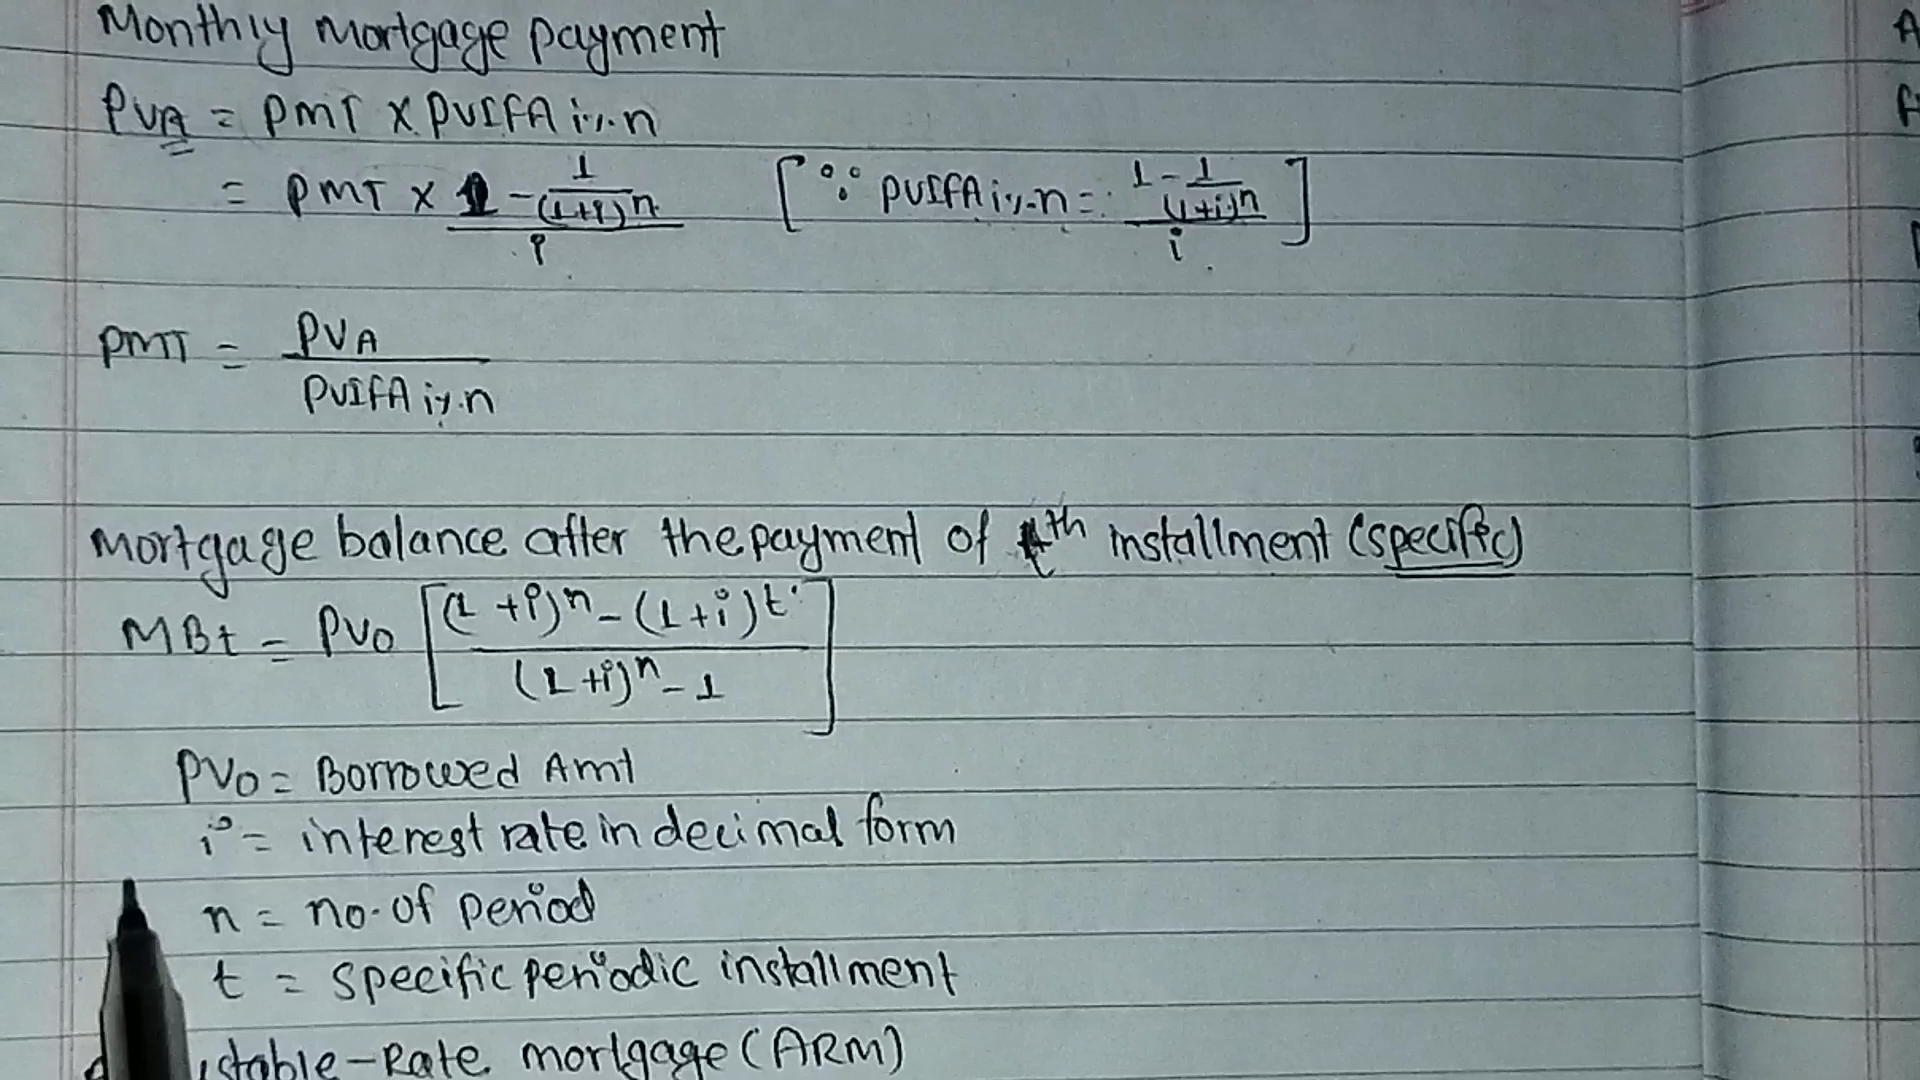 Monthly Mortgage payment
PVA = PMT X PVIFA i%.n
= PMT X 1 - 1/(1+i)n / i [∵ PVIFA i%.n = 1 - 1/(1+i)n / i ]
PMT = PVA / PVIFA i%.n
Mortgage balance after the payment of tth installment (specific)
MBt = PVo [(1+i)n - (1+i)t / (1+i)n - 1]
PVo = Borrowed Amt
i = interest rate in decimal form
n = no. of period
t = specific periodic installment
stable-Rate mortgage (ARM)